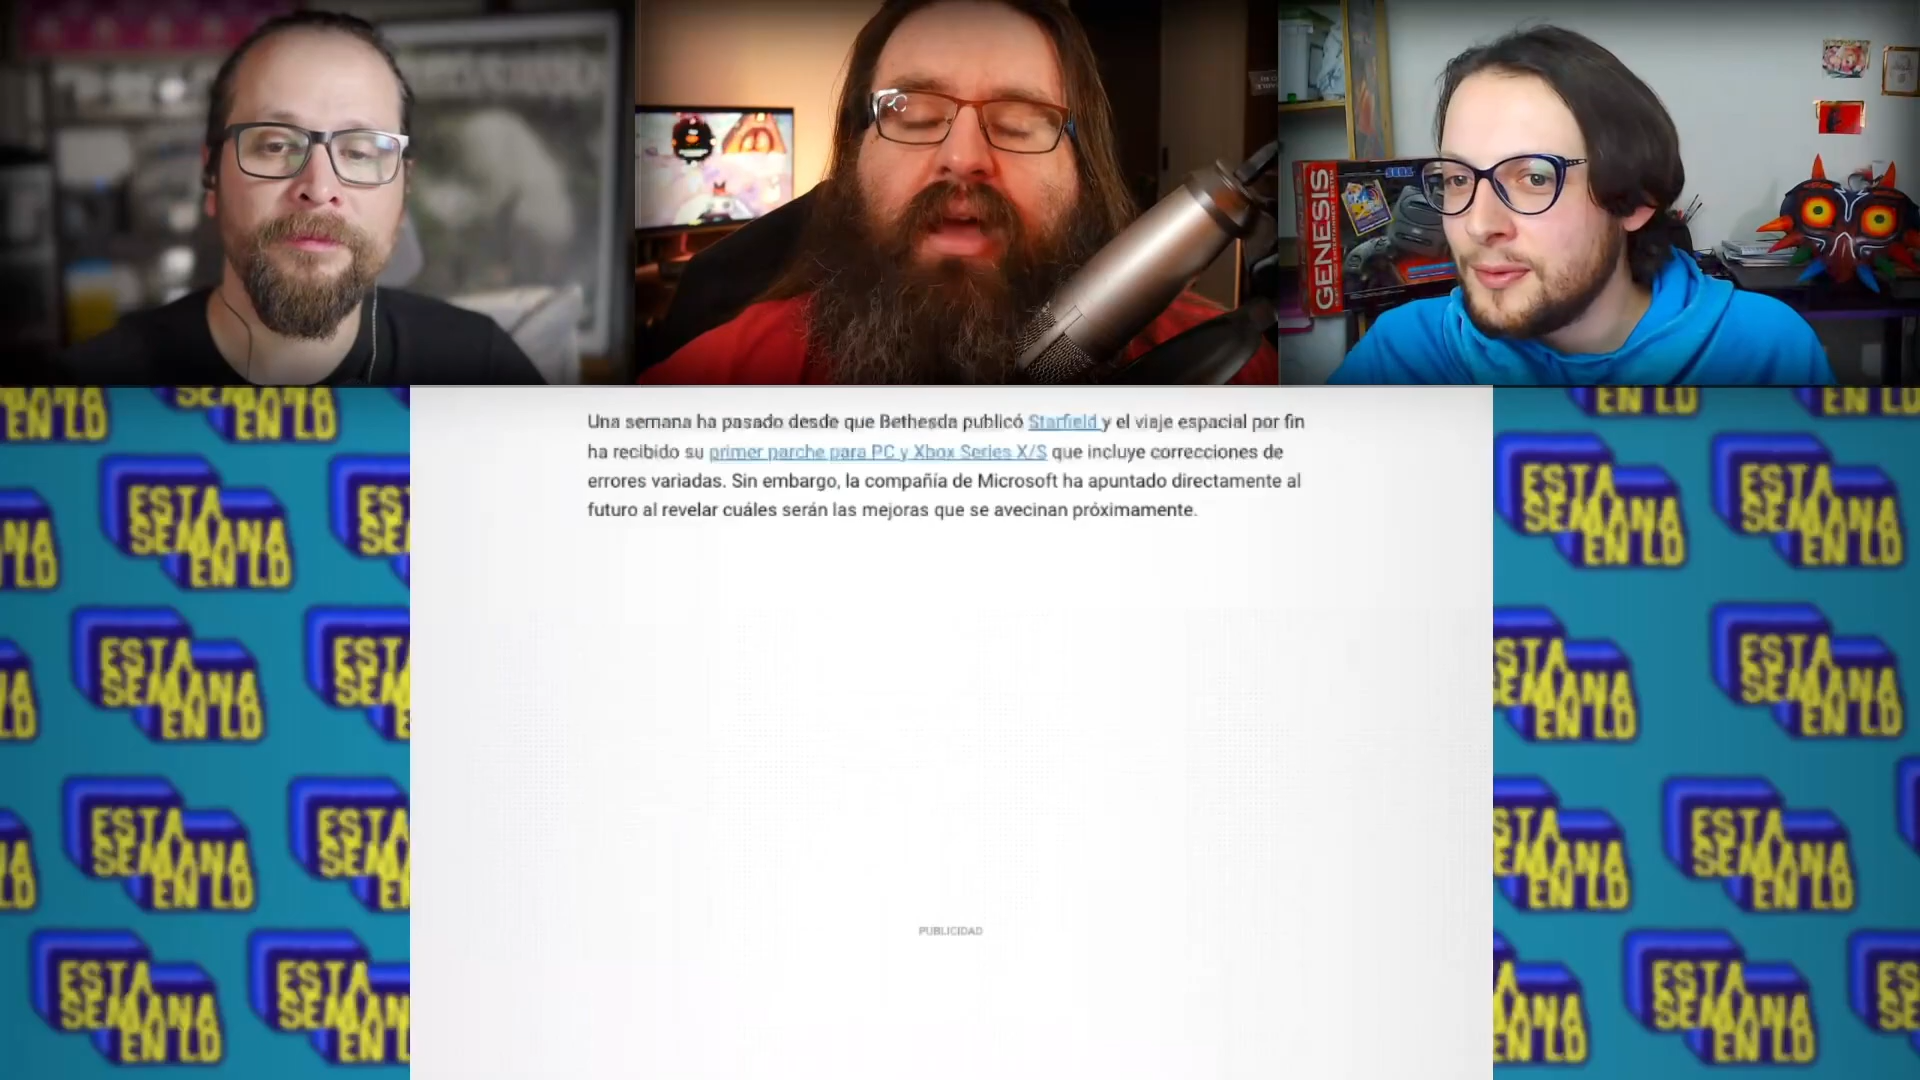 GENESIS
SEGA
Una semana ha pasado desde que Bethesda publicó Starfield y el viaje espacial por fin
ha recibido su primer parche para PC y Xbox Series X/S que incluye correcciones de
errores variadas. Sin embargo, la compañía de Microsoft ha apuntado directamente al
futuro al revelar cuáles serán las mejoras que se avecinan próximamente.
PUBLICIDAD
ESTA
SEMANA
EN LD